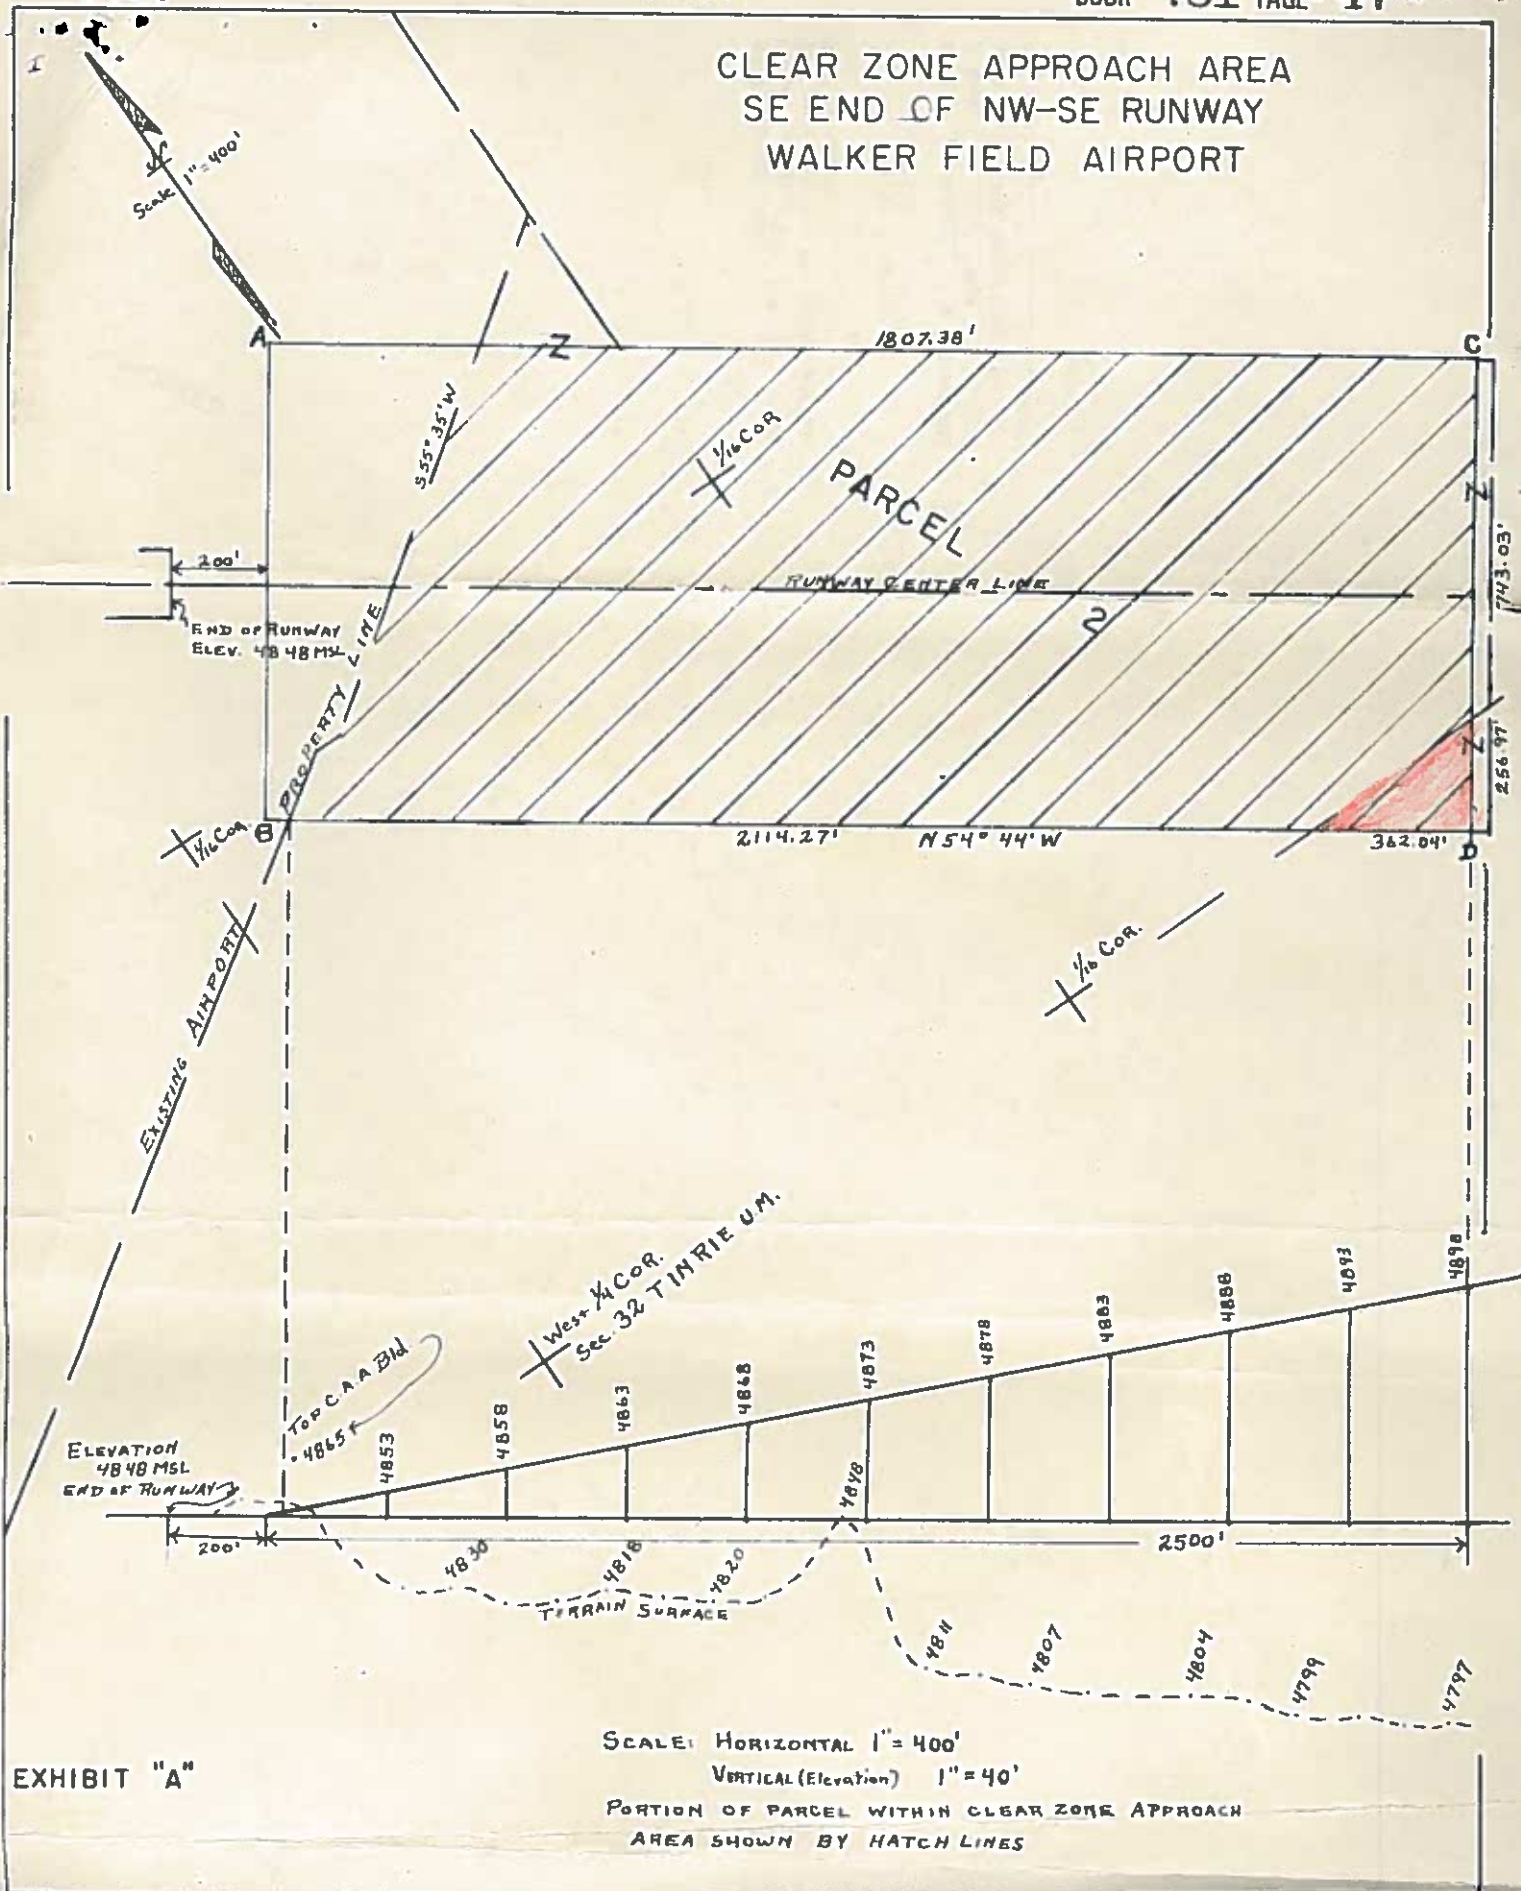 CLEAR ZONE APPROACH AREA
SE END OF NW-SE RUNWAY
WALKER FIELD AIRPORT
Scale 1"=400'
A
Z
1807.38'
C
S 55° 35' W
1/16 COR
PARCEL
2
Z
743.03'
200'
RUNWAY CENTER LINE
END OF RUNWAY
ELEV. 4848 MSL
EXISTING AIRPORT PROPERTY LINE
Z
256.97'
B
1/16 Cor.
2114.27'
N 54° 44' W
362.04'
D
1/16 COR.
West 1/4 COR.
Sec. 32 T1N R1E U.M.
TOP C.A.A Bld
4865
ELEVATION
4848 MSL
END OF RUNWAY
4853
4858
4863
4868
4873
4878
4883
4888
4893
4898
200'
2500'
4830
4818
4820
4848
TERRAIN SURFACE
4811
4807
4804
4799
4797
SCALE: HORIZONTAL 1"=400'
VERTICAL (Elevation) 1"=40'
PORTION OF PARCEL WITHIN CLEAR ZONE APPROACH
AREA SHOWN BY HATCH LINES
EXHIBIT "A"